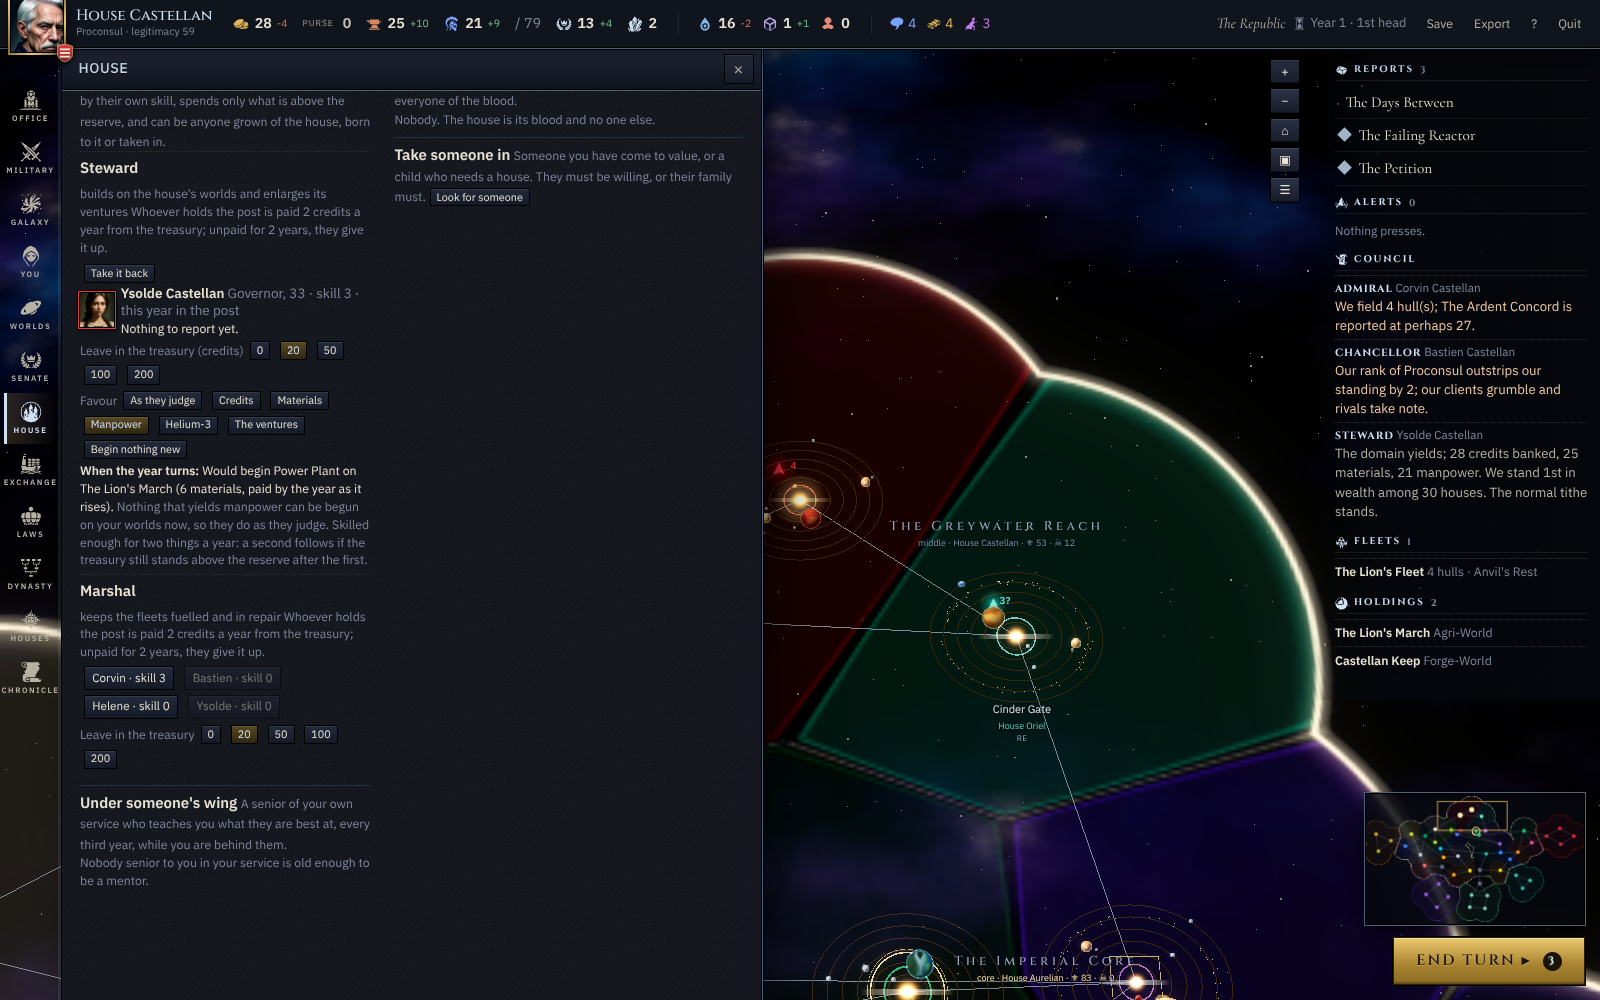 HOUSE CASTELLAN
Proconsul · legitimacy 59
28 -4
PURSE 0
25 +10
21 +9 / 79
13 +4
2
16 -2
1 +1
0
4
4
3
The Republic
Year 1 · 1st head
Save
Export
?
Quit
OFFICE
MILITARY
GALAXY
YOU
WORLDS
SENATE
HOUSE
EXCHANGE
LAWS
DYNASTY
HOUSES
CHRONICLE
HOUSE
×
by their own skill, spends only what is above the
reserve, and can be anyone grown of the house, born
to it or taken in.
Steward
builds on the house's worlds and enlarges its
ventures Whoever holds the post is paid 2 credits a
year from the treasury; unpaid for 2 years, they give
it up.
Take it back
Ysolde Castellan Governor, 33 · skill 3 ·
this year in the post
Nothing to report yet.
Leave in the treasury (credits) 0 20 50
100 200
Favour As they judge Credits Materials
Manpower Helium-3 The ventures
Begin nothing new
When the year turns: Would begin Power Plant on
The Lion's March (6 materials, paid by the year as it
rises). Nothing that yields manpower can be begun
on your worlds now, so they do as they judge. Skilled
enough for two things a year: a second follows if the
treasury still stands above the reserve after the first.
Marshal
keeps the fleets fuelled and in repair Whoever holds
the post is paid 2 credits a year from the treasury;
unpaid for 2 years, they give it up.
Corvin · skill 3 Bastien · skill 0
Helene · skill 0 Ysolde · skill 0
Leave in the treasury 0 20 50 100
200
Under someone's wing A senior of your own
service who teaches you what they are best at, every
third year, while you are behind them.
Nobody senior to you in your service is old enough to
be a mentor.
everyone of the blood.
Nobody. The house is its blood and no one else.
Take someone in Someone you have come to value, or a
child who needs a house. They must be willing, or their family
must. Look for someone
4
THE GREYWATER REACH
middle · House Castellan · 53 · 12
3?
Cinder Gate
House Oriel
RE
THE IMPERIAL CORE
core · House Aurelian · 83 · 0
+
−
REPORTS 3
· The Days Between
The Failing Reactor
The Petition
ALERTS 0
Nothing presses.
COUNCIL
ADMIRAL Corvin Castellan
We field 4 hull(s); The Ardent Concord is
reported at perhaps 27.
CHANCELLOR Bastien Castellan
Our rank of Proconsul outstrips our
standing by 2; our clients grumble and
rivals take note.
STEWARD Ysolde Castellan
The domain yields; 28 credits banked, 25
materials, 21 manpower. We stand 1st in
wealth among 30 houses. The normal tithe
stands.
FLEETS 1
The Lion's Fleet 4 hulls · Anvil's Rest
HOLDINGS 2
The Lion's March Agri-World
Castellan Keep Forge-World
END TURN ▸ 3